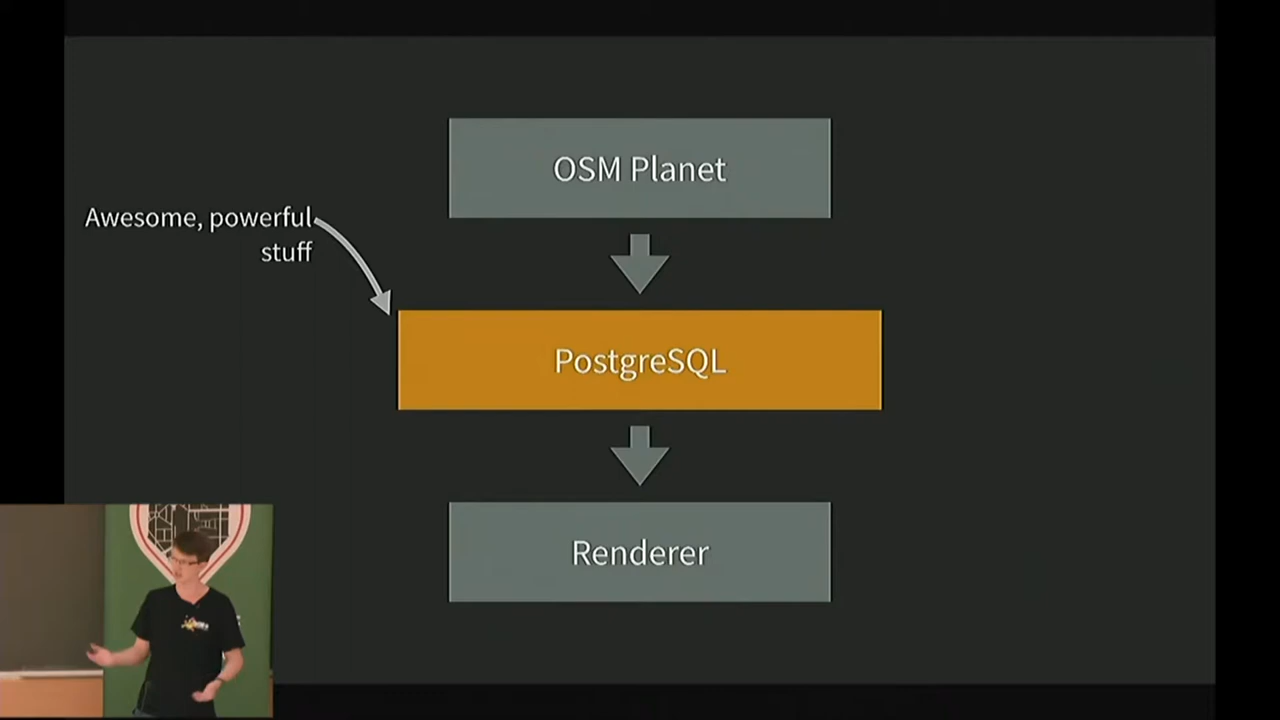 OSM Planet
Awesome, powerful
stuff
PostgreSQL
Renderer